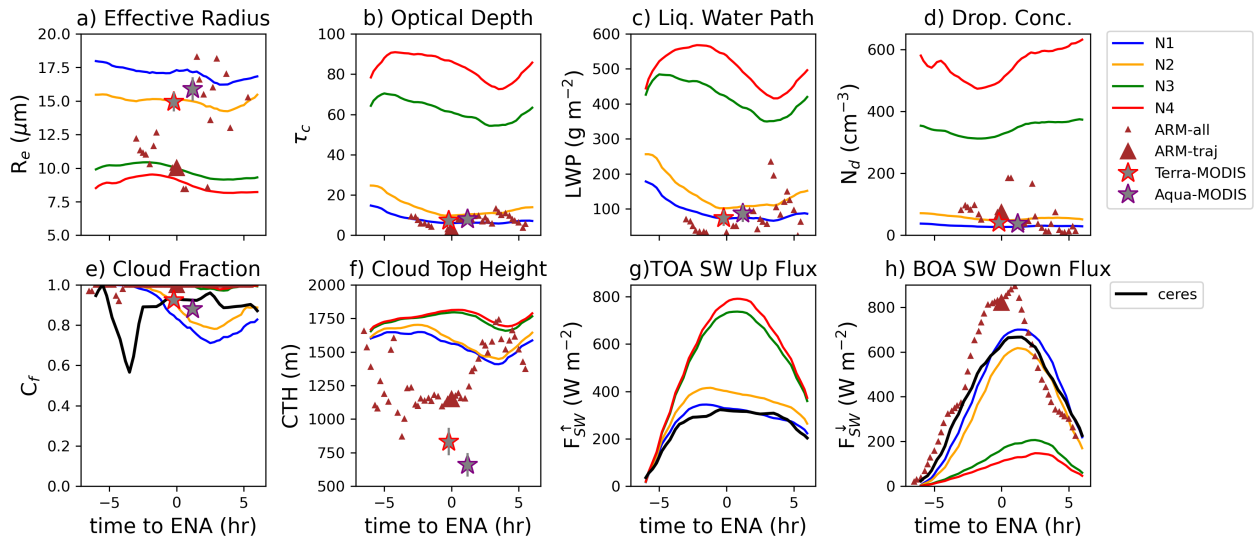 a) Effective Radius
b) Optical Depth
c) Liq. Water Path
d) Drop. Conc.
20.0
17.5
15.0
12.5
10.0
7.5
5.0
Re (μm)
100
80
60
40
20
0
τc
600
500
400
300
200
100
LWP (g m−2)
600
400
200
0
Nd (cm−3)
N1
N2
N3
N4
ARM-all
ARM-traj
Terra-MODIS
Aqua-MODIS
e) Cloud Fraction
f) Cloud Top Height
g)TOA SW Up Flux
h) BOA SW Down Flux
1.0
0.8
0.6
0.4
0.2
0.0
Cf
−5
0
5
time to ENA (hr)
2000
1750
1500
1250
1000
750
500
CTH (m)
−5
0
5
time to ENA (hr)
800
600
400
200
0
F↑SW (W m−2)
−5
0
5
time to ENA (hr)
800
600
400
200
0
F↓SW (W m−2)
−5
0
5
time to ENA (hr)
ceres